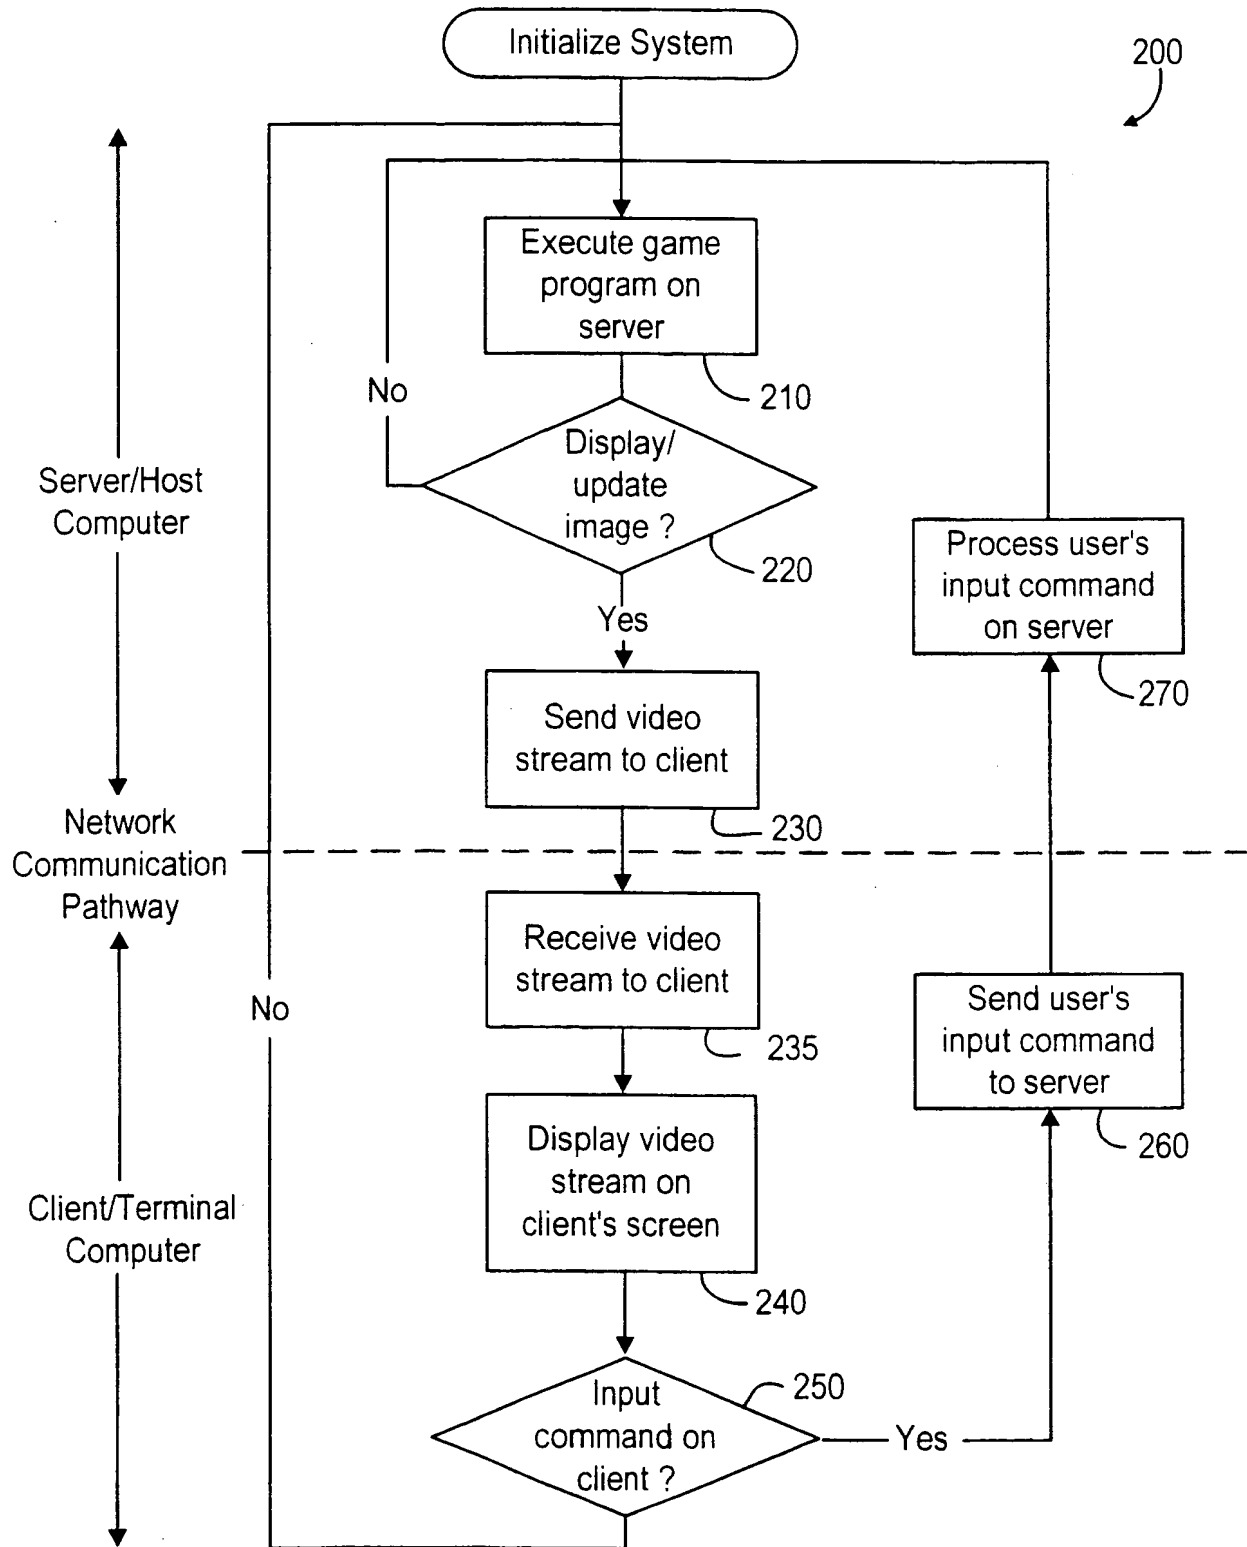 Initialize System
200
Execute game
program on
server
210
No
Display/
update
image ?
220
Server/Host
Computer
Yes
Process user's
input command
on server
270
Send video
stream to client
230
Network
Communication
Pathway
Receive video
stream to client
235
No
Send user's
input command
to server
260
Display video
stream on
client's screen
240
Client/Terminal
Computer
Input
command on
client ?
250
Yes